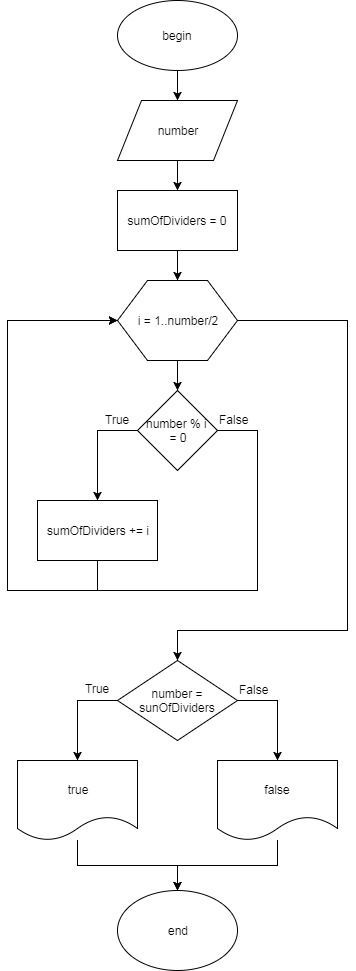 begin
number
sumOfDividers = 0
i = 1..number/2
number % i
= 0
True
False
sumOfDividers += i
number =
sunOfDividers
True
False
true
false
end